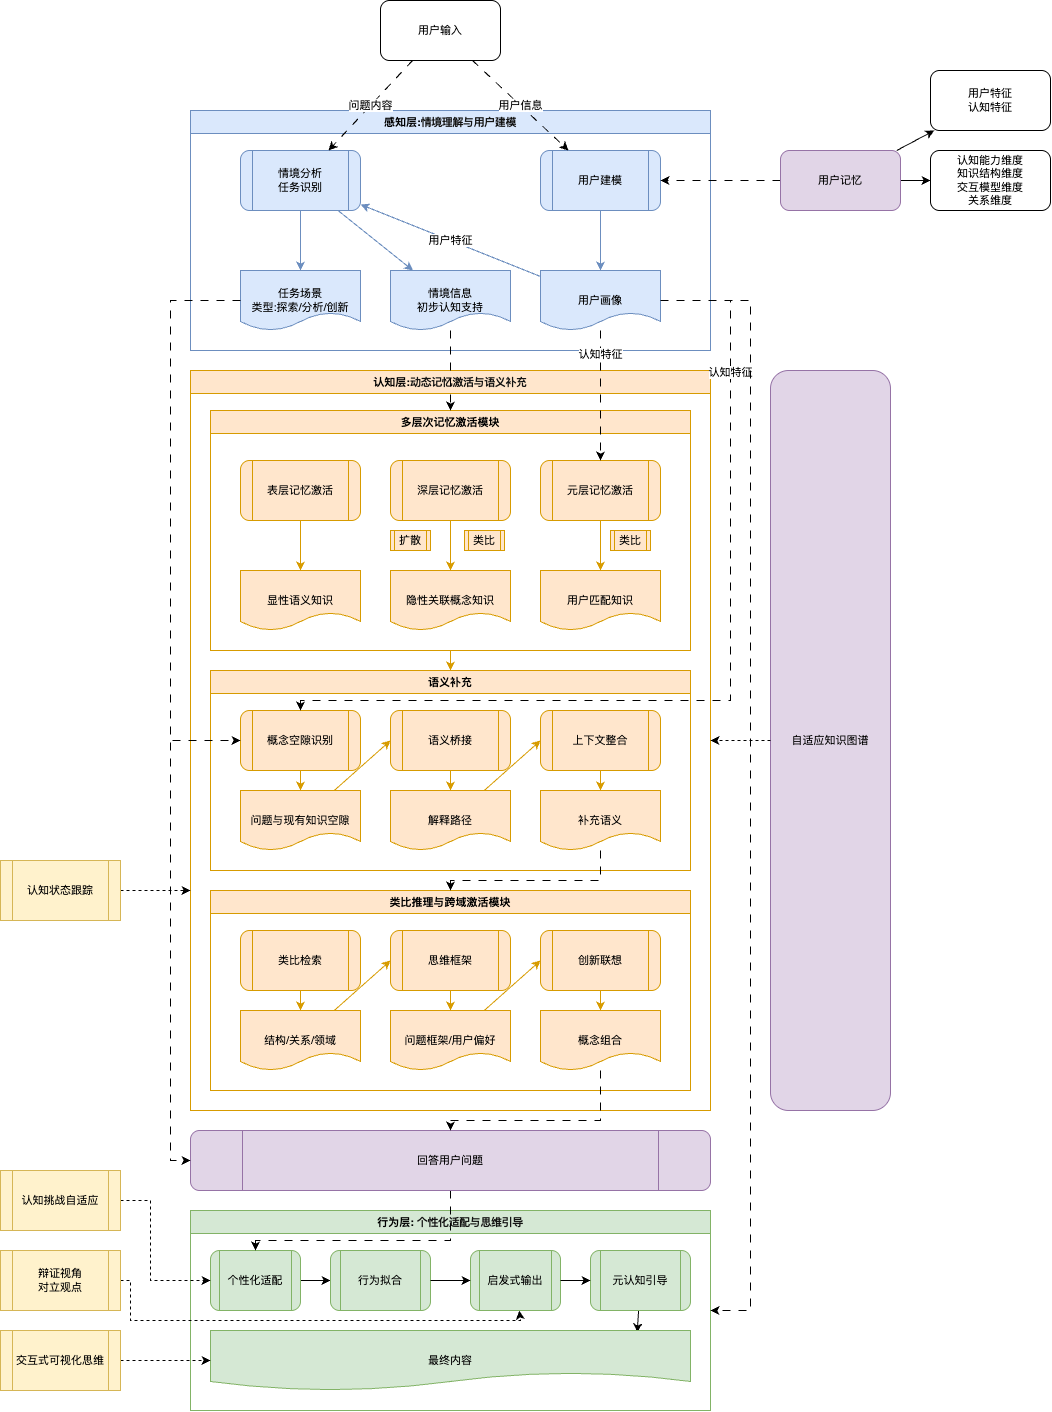 用户输入
问题内容
用户信息
感知层:情境理解与用户建模
用户特征
认知特征
情境分析
任务识别
用户建模
用户记忆
认知能力维度
知识结构维度
交互模型维度
关系维度
用户特征
任务场景
类型:探索/分析/创新
情境信息
初步认知支持
用户画像
认知特征
认知特征
认知层:动态记忆激活与语义补充
多层次记忆激活模块
表层记忆激活
深层记忆激活
元层记忆激活
扩散
类比
类比
显性语义知识
隐性关联概念知识
用户匹配知识
语义补充
概念空隙识别
语义桥接
上下文整合
自适应知识图谱
问题与现有知识空隙
解释路径
补充语义
认知状态跟踪
类比推理与跨域激活模块
类比检索
思维框架
创新联想
结构/关系/领域
问题框架/用户偏好
概念组合
回答用户问题
认知挑战自适应
行为层: 个性化适配与思维引导
辩证视角
对立观点
个性化适配
行为拟合
启发式输出
元认知引导
交互式可视化思维
最终内容